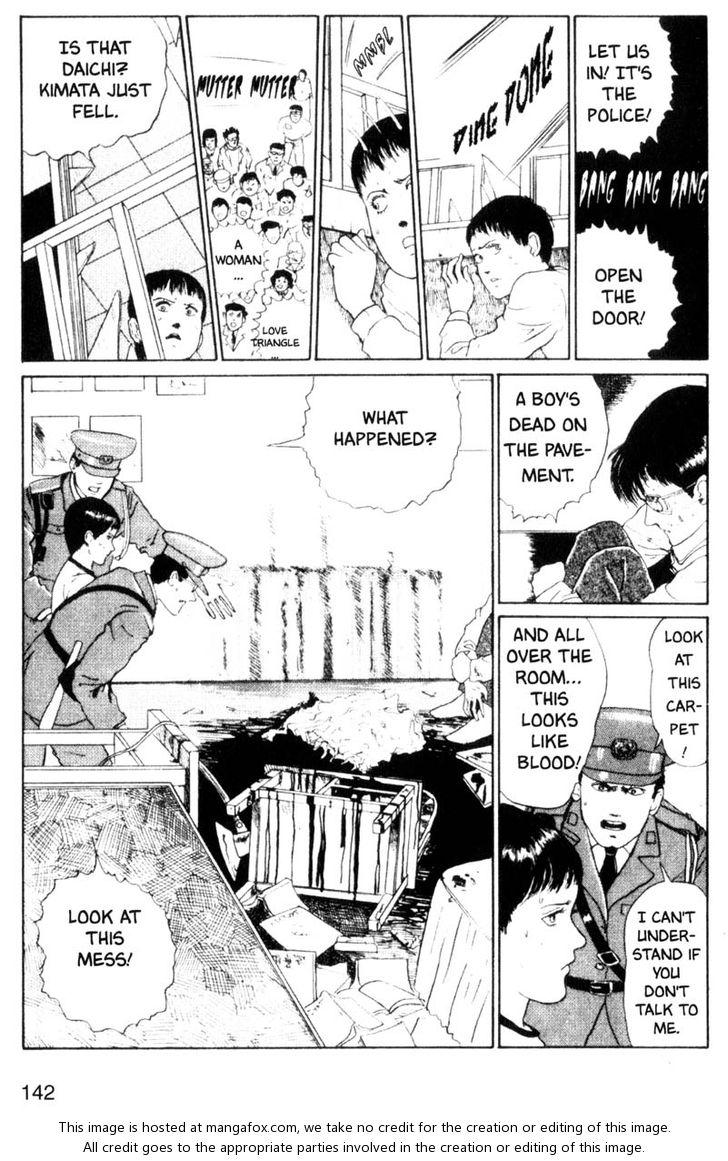 LET US
IN! IT'S
THE
POLICE!
BANG BANG BANG
OPEN
THE
DOOR!
DING DONG
MUTTER MUTTER
A
WOMAN
...
LOVE
TRIANGLE
...
IS THAT
DAICHI?
KIMATA JUST
FELL.
A BOY'S
DEAD ON
THE PAVE-
MENT.
LOOK
AT
THIS
CAR-
PET
!
AND ALL
OVER THE
ROOM...
THIS
LOOKS
LIKE
BLOOD!
I CAN'T
UNDER-
STAND IF
YOU
DON'T
TALK TO
ME.
WHAT
HAPPENED?
LOOK AT
THIS
MESS!
142
This image is hosted at mangafox.com, we take no credit for the creation or editing of this image.
All credit goes to the appropriate parties involved in the creation or editing of this image.